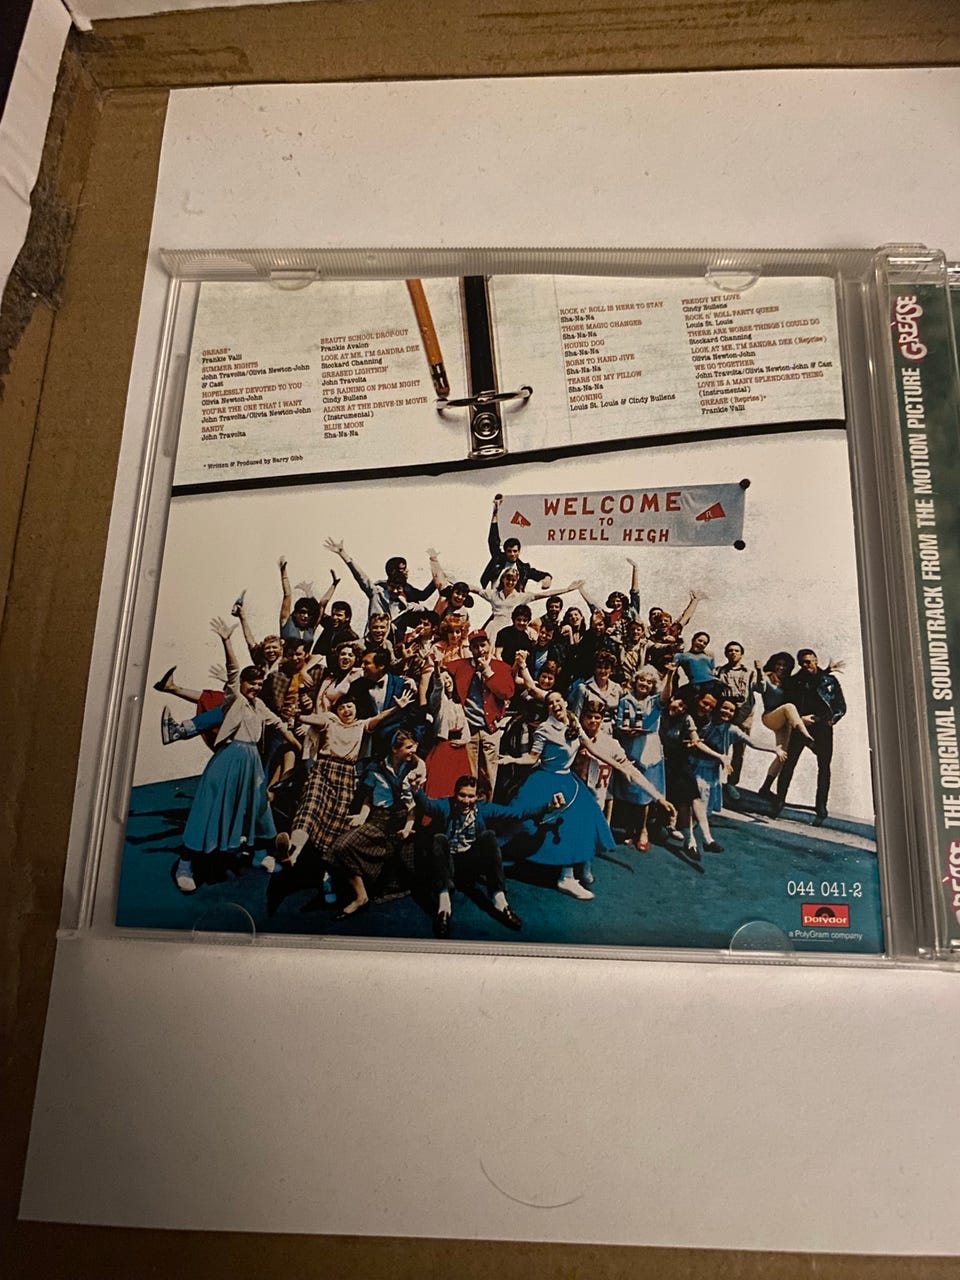 GREASE*
Frankie Valli
SUMMER NIGHTS
John Travolta/Olivia Newton-John
& Cast
HOPELESSLY DEVOTED TO YOU
Olivia Newton-John
YOU'RE THE ONE THAT I WANT
John Travolta/Olivia Newton-John
SANDY
John Travolta
BEAUTY SCHOOL DROP-OUT
Frankie Avalon
LOOK AT ME, I'M SANDRA DEE
Stockard Channing
GREASED LIGHTNIN'
John Travolta
IT'S RAINING ON PROM NIGHT
Cindy Bullens
ALONE AT THE DRIVE-IN MOVIE
(Instrumental)
BLUE MOON
Sha-Na-Na
* Written & Produced by Barry Gibb
ROCK n' ROLL IS HERE TO STAY
Sha-Na-Na
THOSE MAGIC CHANGES
Sha-Na-Na
HOUND DOG
Sha-Na-Na
BORN TO HAND JIVE
Sha-Na-Na
TEARS ON MY PILLOW
Sha-Na-Na
MOONING
Louis St. Louis & Cindy Bullens
FREDDY MY LOVE
Cindy Bullens
ROCK n' ROLL PARTY QUEEN
Louis St. Louis
THERE ARE WORSE THINGS I COULD DO
Stockard Channing
LOOK AT ME, I'M SANDRA DEE (Reprise)
Olivia Newton-John
WE GO TOGETHER
John Travolta/Olivia Newton-John & Cast
LOVE IS A MANY SPLENDORED THING
(Instrumental)
GREASE (Reprise)*
Frankie Valli
WELCOME
TO
RYDELL HIGH
R
R
R
044 041-2
polydor
a PolyGram company
GREASE THE ORIGINAL SOUNDTRACK FROM THE MOTION PICTURE GREASE